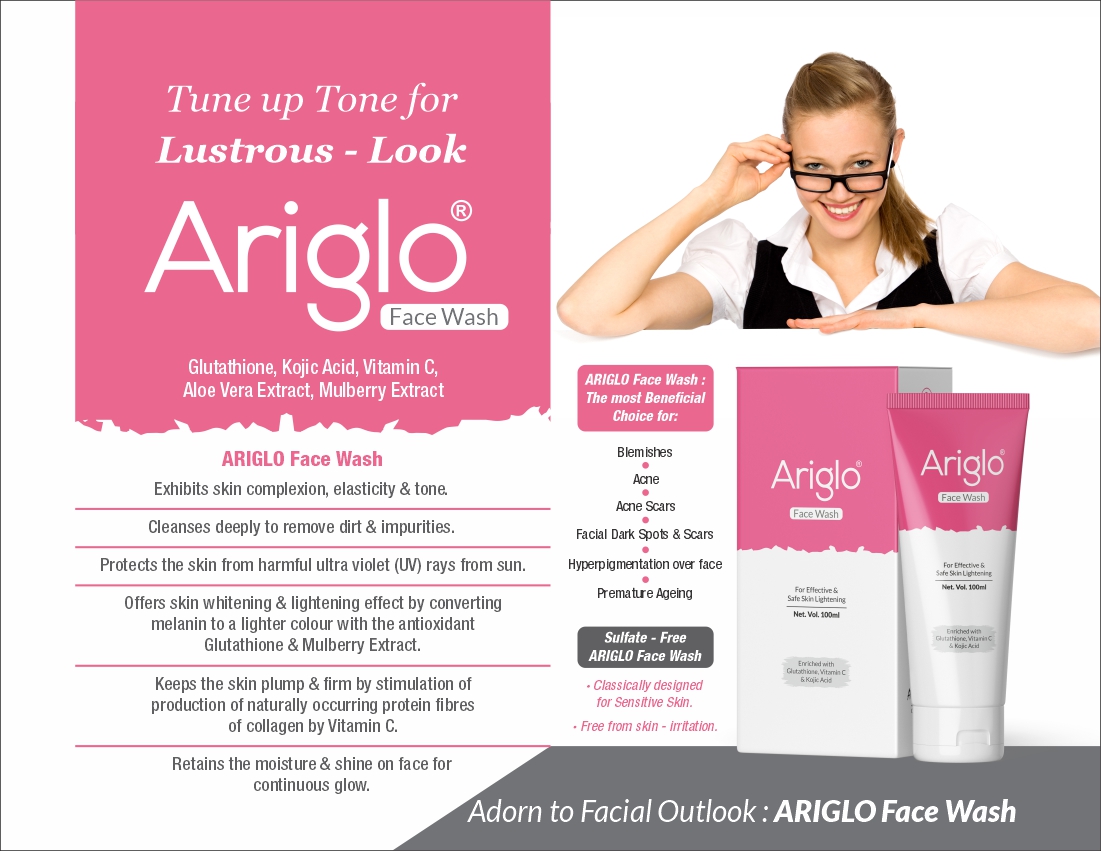 Tune up Tone for
Lustrous - Look
Ariglo®
Face Wash
Glutathione, Kojic Acid, Vitamin C,
Aloe Vera Extract, Mulberry Extract
ARIGLO Face Wash
Exhibits skin complexion, elasticity & tone.
Cleanses deeply to remove dirt & impurities.
Protects the skin from harmful ultra violet (UV) rays from sun.
Offers skin whitening & lightening effect by converting
melanin to a lighter colour with the antioxidant
Glutathione & Mulberry Extract.
Keeps the skin plump & firm by stimulation of
production of naturally occurring protein fibres
of collagen by Vitamin C.
Retains the moisture & shine on face for
continuous glow.
ARIGLO Face Wash :
The most Beneficial
Choice for:
Blemishes
Acne
Acne Scars
Facial Dark Spots & Scars
Hyperpigmentation over face
Premature Ageing
Sulfate - Free
ARIGLO Face Wash
• Classically designed
for Sensitive Skin.
• Free from skin - irritation.
Ariglo®
Face Wash
For Effective &
Safe Skin Lightening
Net. Vol. 100ml
Enriched with
Glutathione, Vitamin C
& Kojic Acid
Ariglo®
Face Wash
For Effective &
Safe Skin Lightening
Net. Vol. 100ml
Enriched with
Glutathione, Vitamin C
& Kojic Acid
Adorn to Facial Outlook : ARIGLO Face Wash